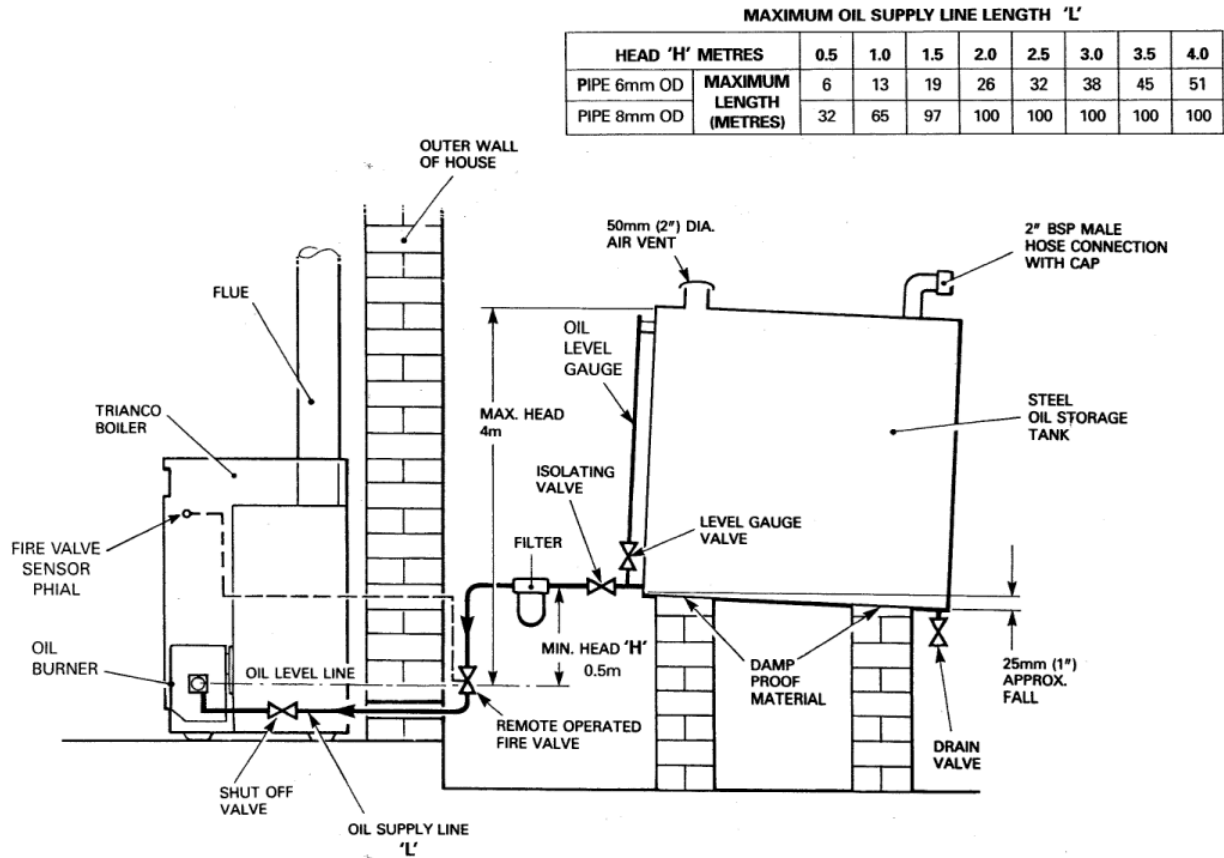 MAXIMUM OIL SUPPLY LINE LENGTH 'L'
HEAD 'H' METRES 0.5 1.0 1.5 2.0 2.5 3.0 3.5 4.0
PIPE 6mm OD MAXIMUM LENGTH (METRES) 6 13 19 26 32 38 45 51
PIPE 8mm OD 32 65 97 100 100 100 100 100
OUTER WALL
OF HOUSE
50mm (2") DIA.
AIR VENT
2" BSP MALE
HOSE CONNECTION
WITH CAP
FLUE
OIL
LEVEL
GAUGE
TRIANCO
BOILER
MAX. HEAD
4m
STEEL
OIL STORAGE
TANK
ISOLATING
VALVE
LEVEL GAUGE
VALVE
FILTER
FIRE VALVE
SENSOR
PHIAL
OIL
BURNER
OIL LEVEL LINE
MIN. HEAD 'H'
0.5m
DAMP
PROOF
MATERIAL
25mm (1")
APPROX.
FALL
REMOTE OPERATED
FIRE VALVE
DRAIN
VALVE
SHUT OFF
VALVE
OIL SUPPLY LINE
'L'